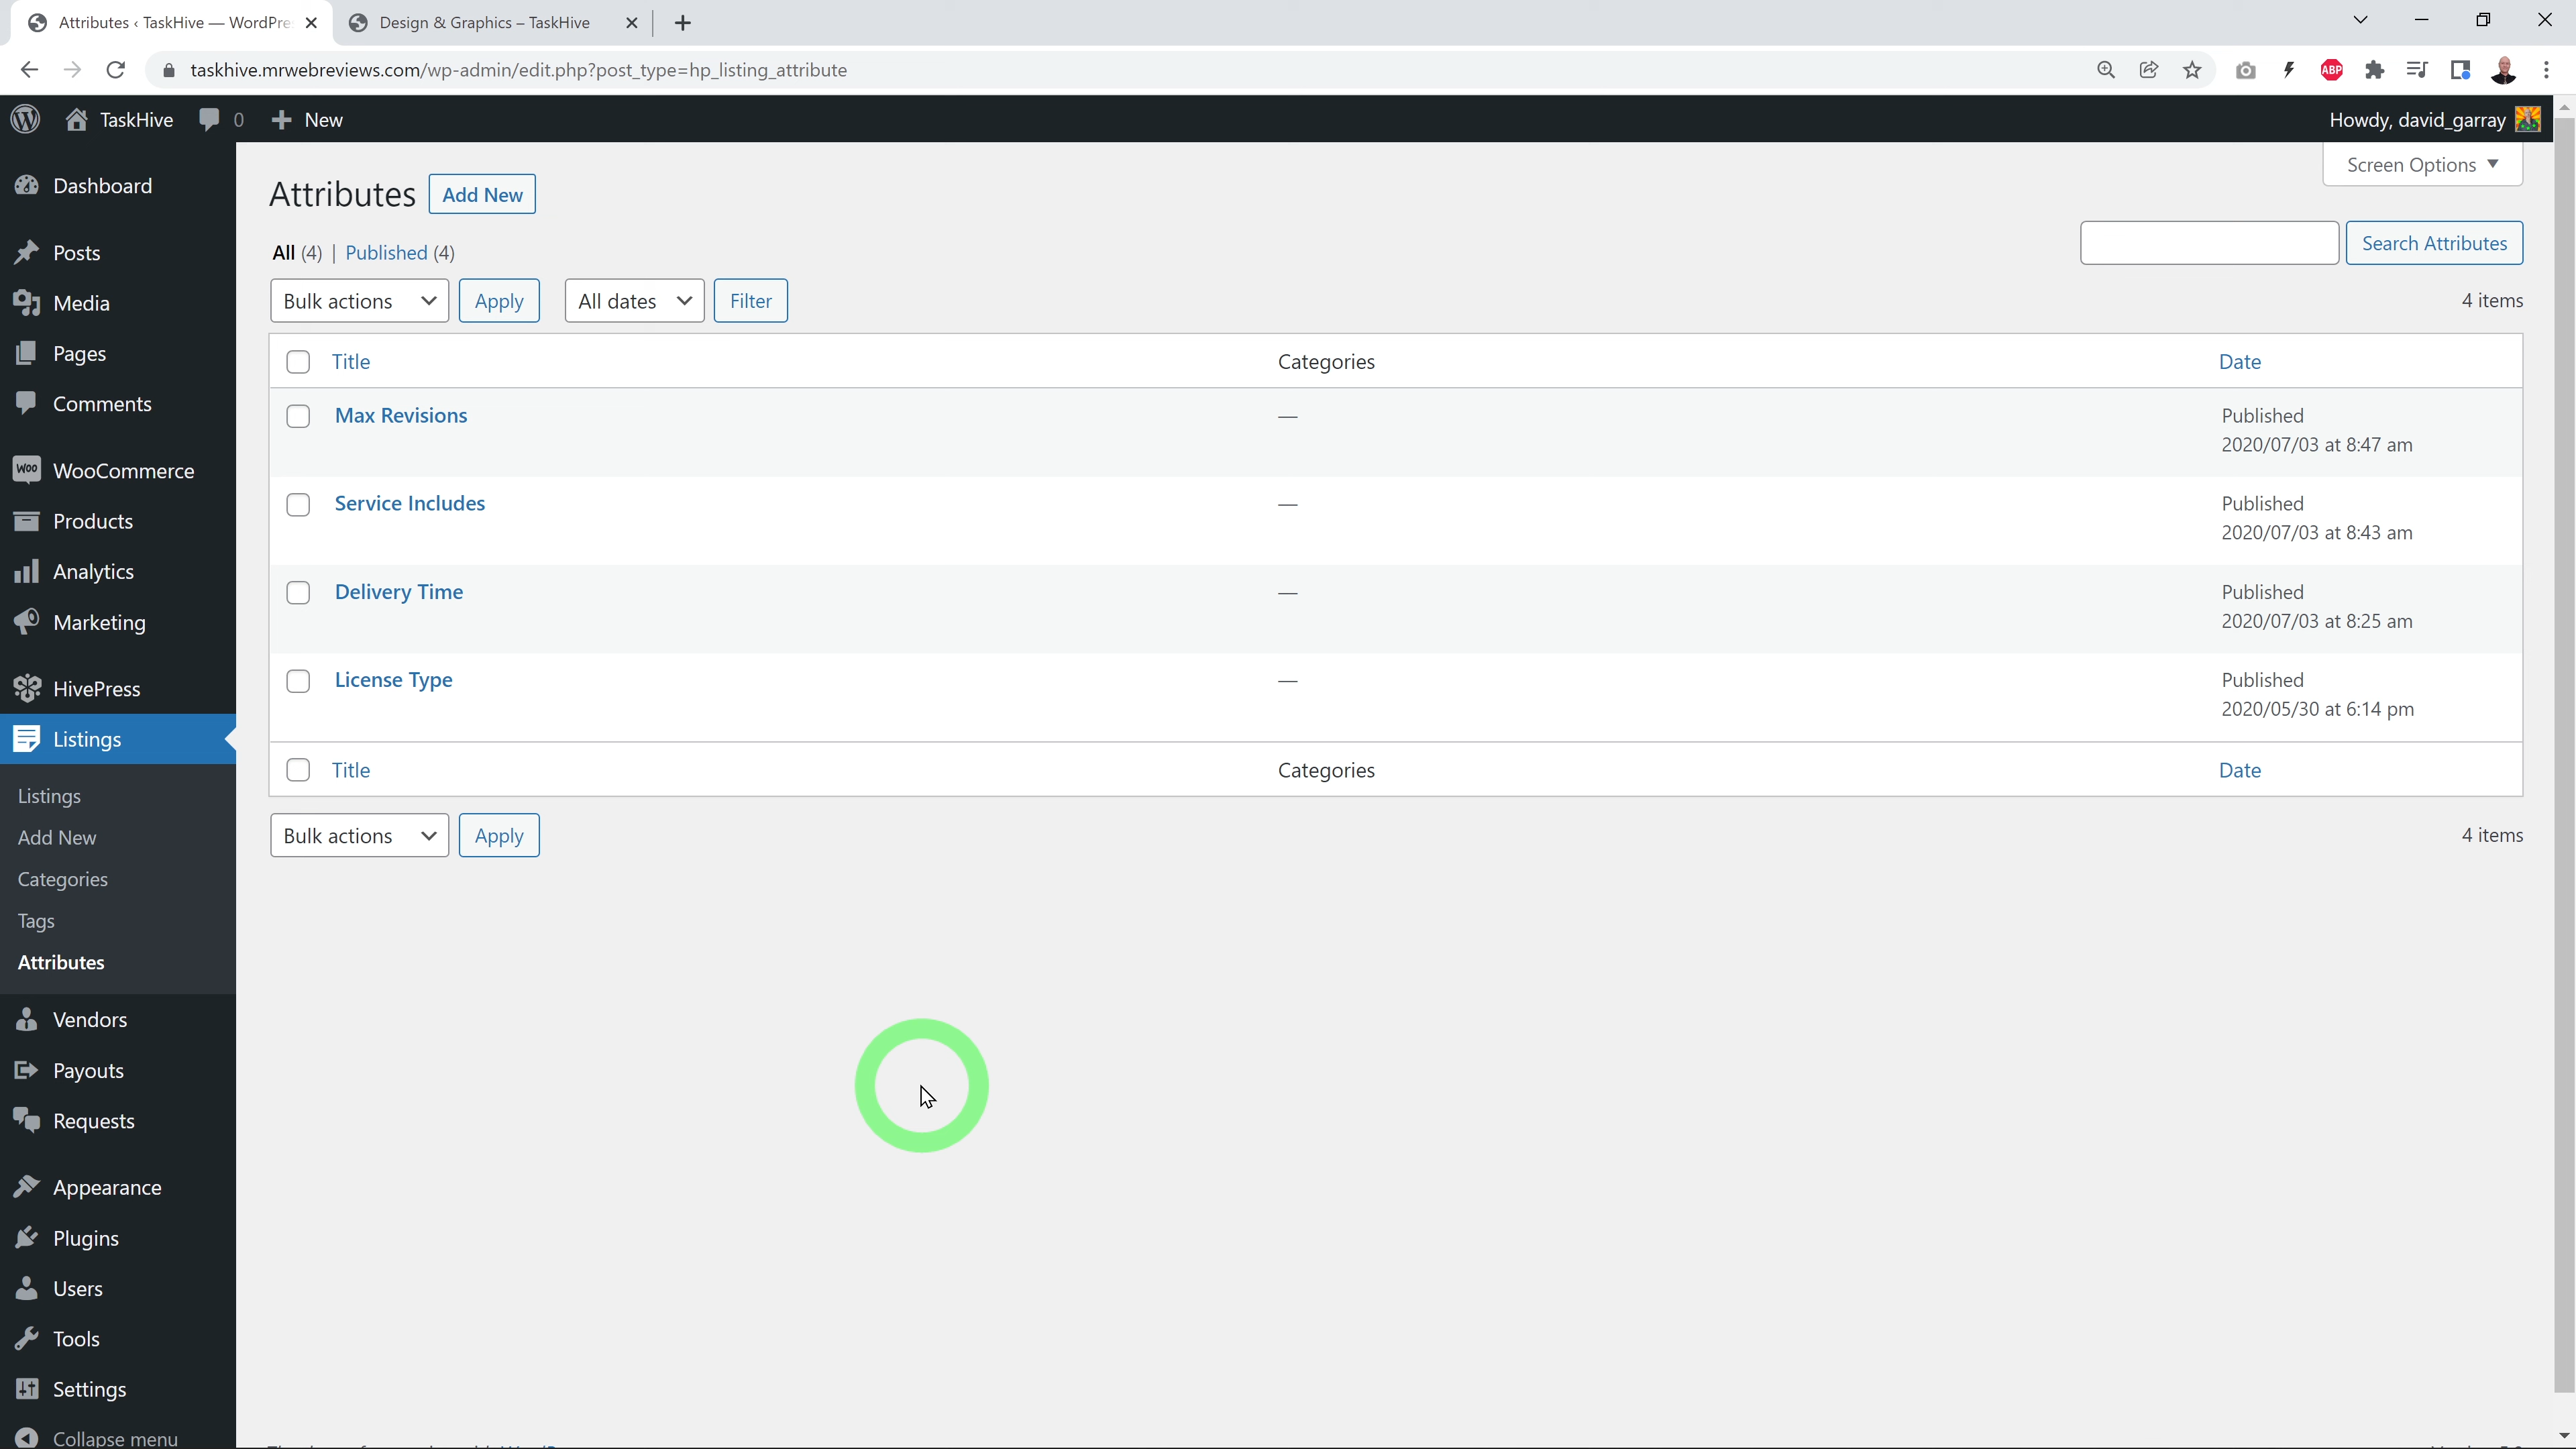 Attributes ‹ TaskHive — WordPre
Design & Graphics – TaskHive
taskhive.mrwebreviews.com/wp-admin/edit.php?post_type=hp_listing_attribute
ABP
TaskHive
0
New
Howdy, david_garray
Dashboard
Posts
Media
Pages
Comments
Woo WooCommerce
Products
Analytics
Marketing
HivePress
Listings
Listings
Add New
Categories
Tags
Attributes
Vendors
Payouts
Requests
Appearance
Plugins
Users
Tools
Settings
Collapse menu
Screen Options
Attributes
Add New
All (4) | Published (4)
Search Attributes
Bulk actions
Apply
All dates
Filter
4 items
Title
Categories
Date
Max Revisions
—
Published
2020/07/03 at 8:47 am
Service Includes
—
Published
2020/07/03 at 8:43 am
Delivery Time
—
Published
2020/07/03 at 8:25 am
License Type
—
Published
2020/05/30 at 6:14 pm
Title
Categories
Date
Bulk actions
Apply
4 items